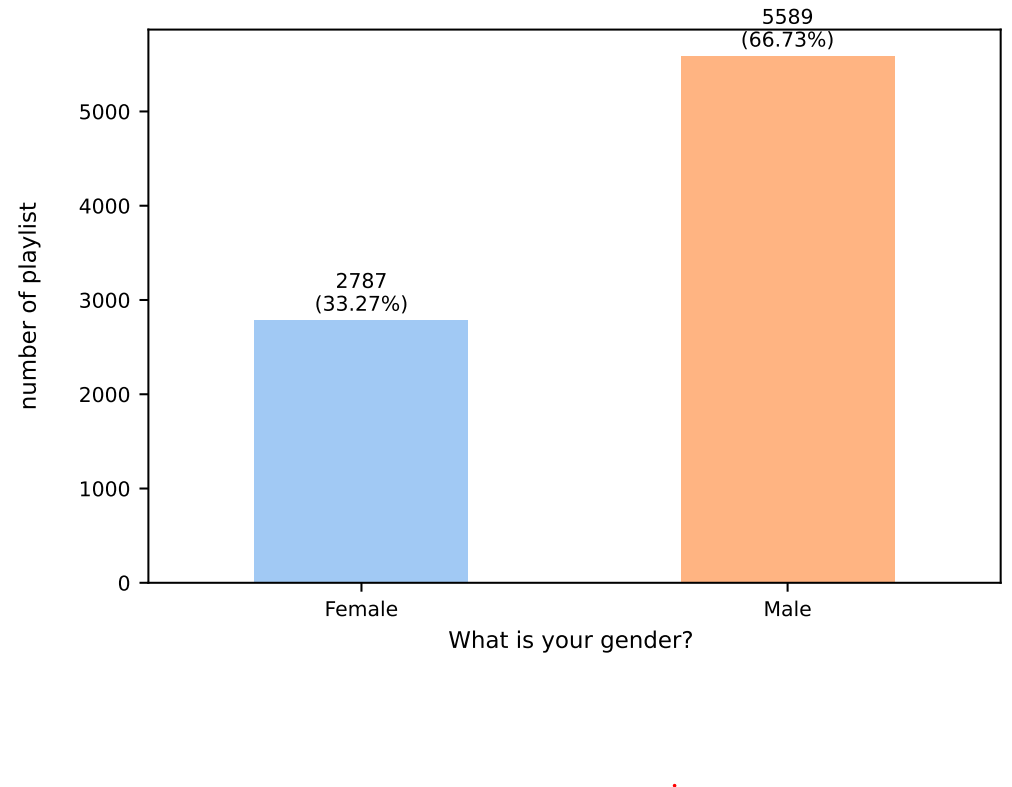 5589
(66.73%)
5000
4000
3000
2000
1000
0
number of playlist
2787
(33.27%)
Female
Male
What is your gender?